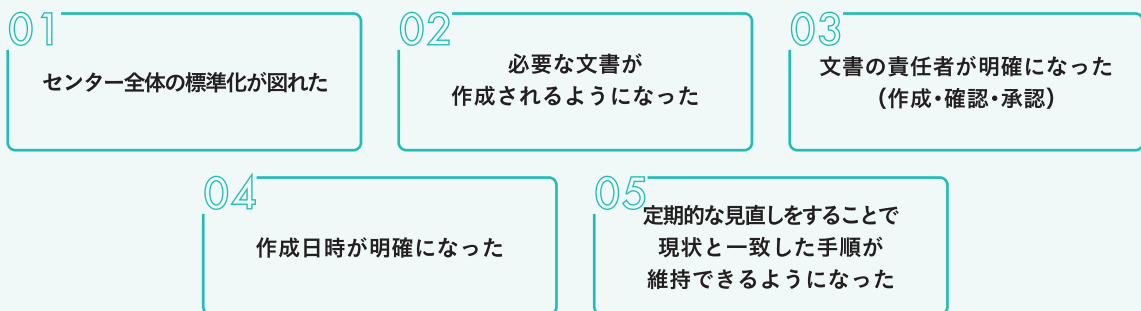 01
センター全体の標準化が図れた
02
必要な文書が
作成されるようになった
03
文書の責任者が明確になった
(作成・確認・承認)
04
作成日時が明確になった
05
定期的な見直しをすることで
現状と一致した手順が
維持できるようになった